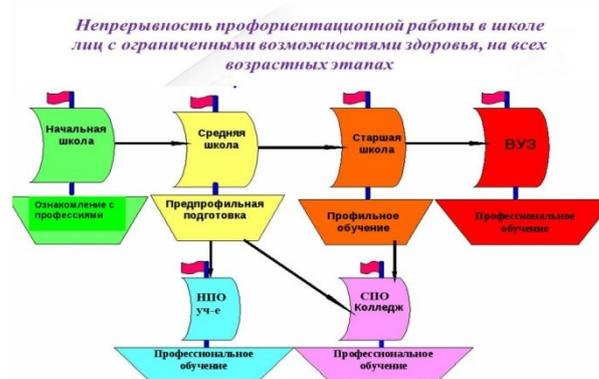 Непрерывность профориентационной работы в школе
лиц с ограниченными возможностями здоровья, на всех
возрастных этапах
Начальная
школа
Средняя
школа
Старшая
школа
ВУЗ
Ознакомление с
профессиями
Предпрофильная
подготовка
Профильное
обучение
Профессиональное
обучение
НПО
уч-е
СПО
Колледж
Профессиональное
обучение
Профессиональное
обучение